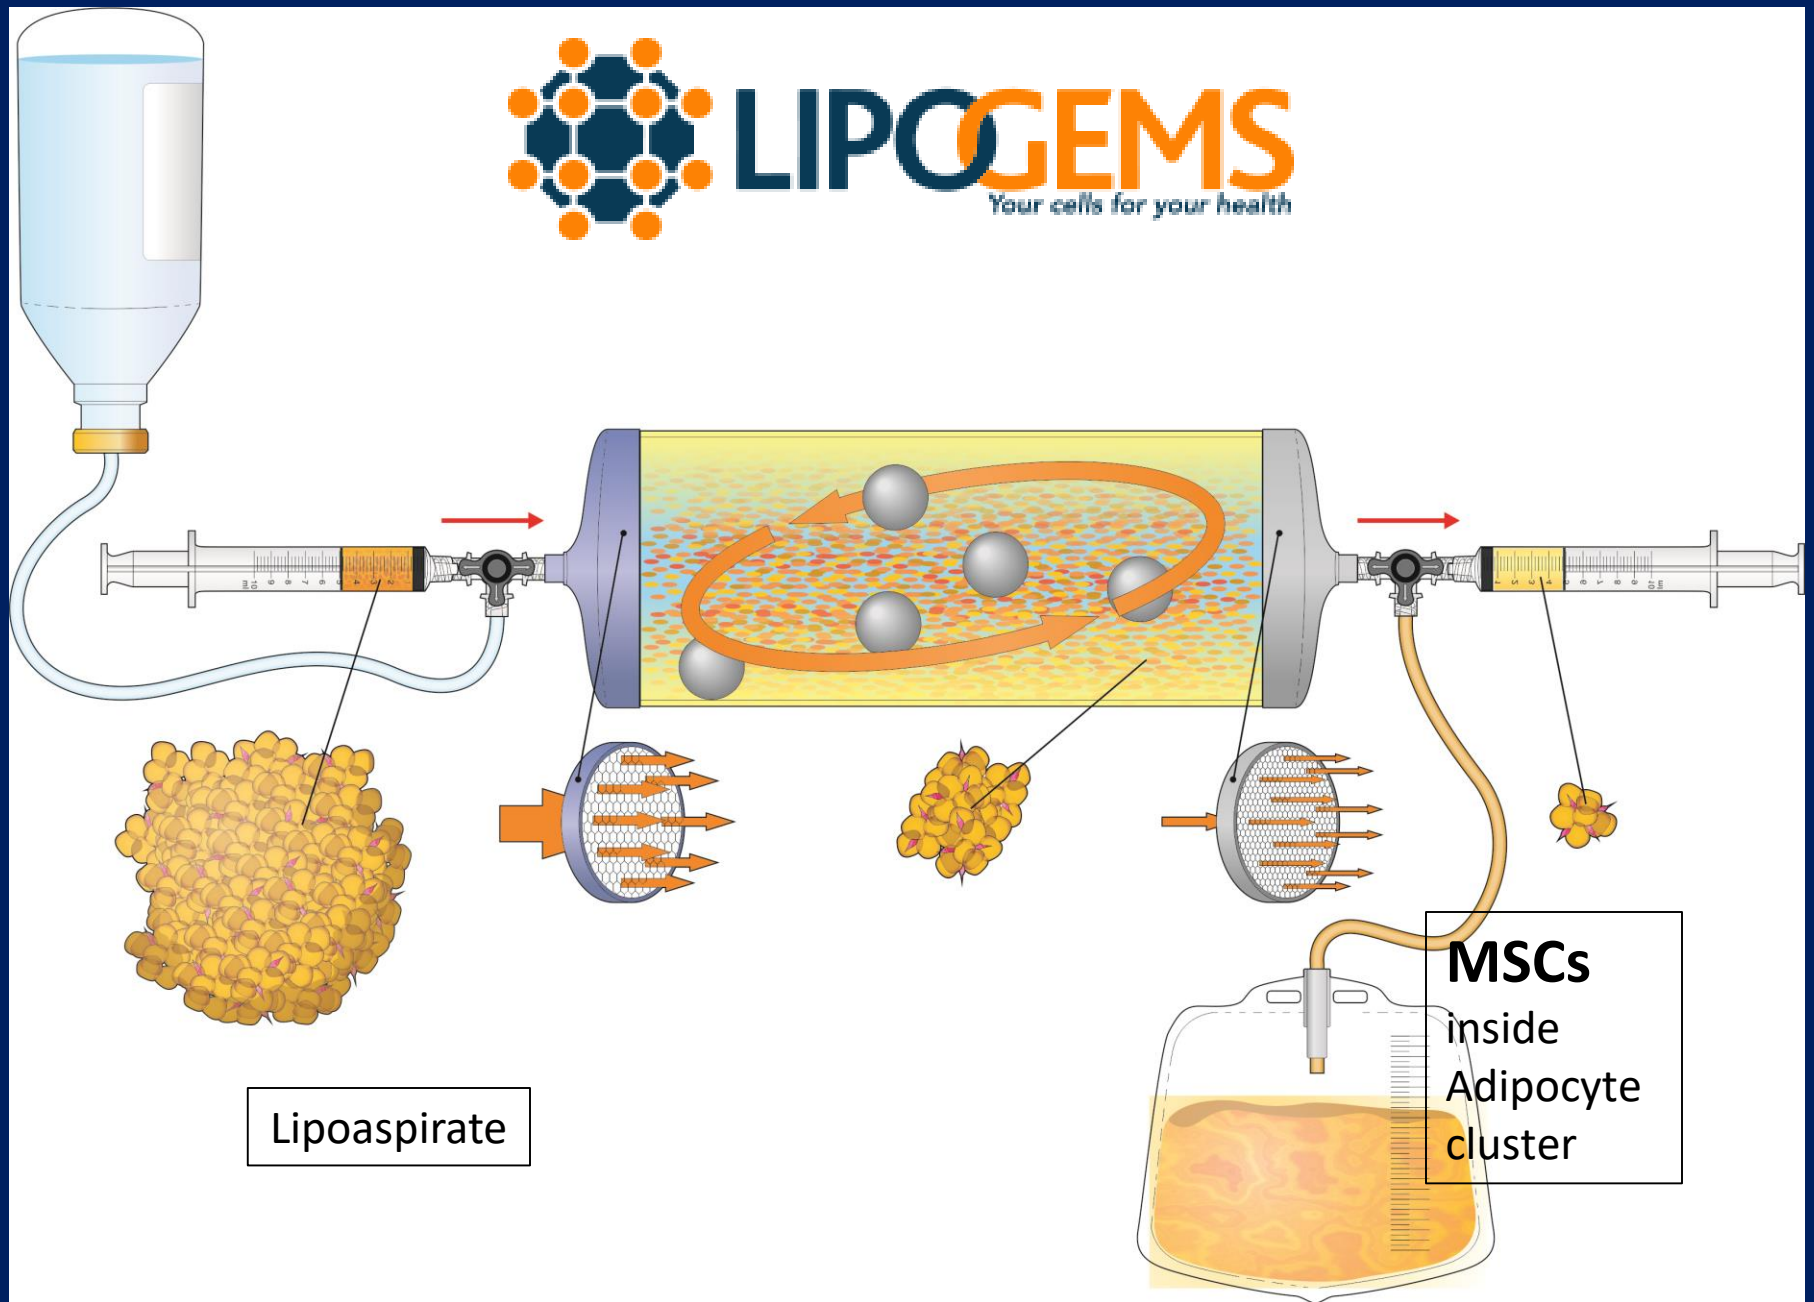 LIPOGEMS
Your cells for your health
Lipoaspirate
MSCs
inside
Adipocyte
cluster